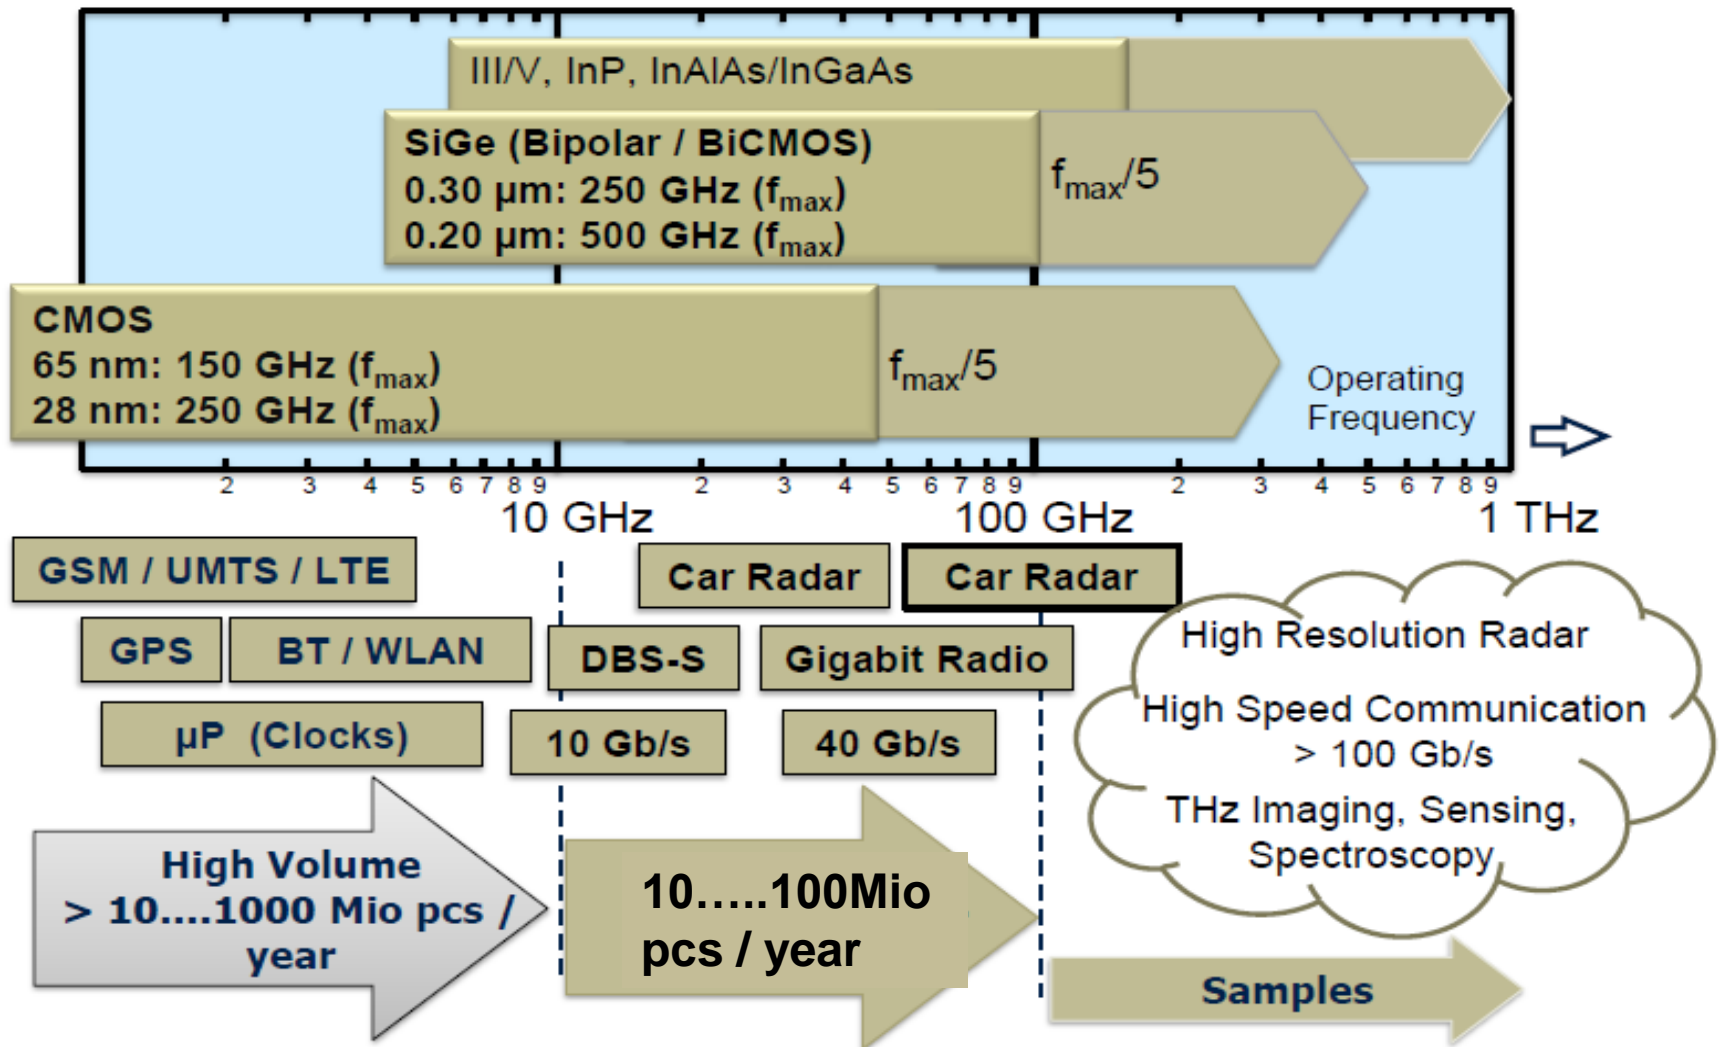 III/V, InP, InAlAs/InGaAs
SiGe (Bipolar / BiCMOS)
0.30 µm: 250 GHz (fmax)
0.20 µm: 500 GHz (fmax)
fmax/5
CMOS
65 nm: 150 GHz (fmax)
28 nm: 250 GHz (fmax)
fmax/5
Operating
Frequency
2 3 4 5 6 7 8 9 2 3 4 5 6 7 8 9 2 3 4 5 6 7 8 9
10 GHz 100 GHz 1 THz
GSM / UMTS / LTE
Car Radar
Car Radar
GPS
BT / WLAN
DBS-S
Gigabit Radio
µP (Clocks)
10 Gb/s
40 Gb/s
High Resolution Radar
High Speed Communication
> 100 Gb/s
THz Imaging, Sensing,
Spectroscopy
High Volume
> 10....1000 Mio pcs /
year
10.....100Mio
pcs / year
Samples